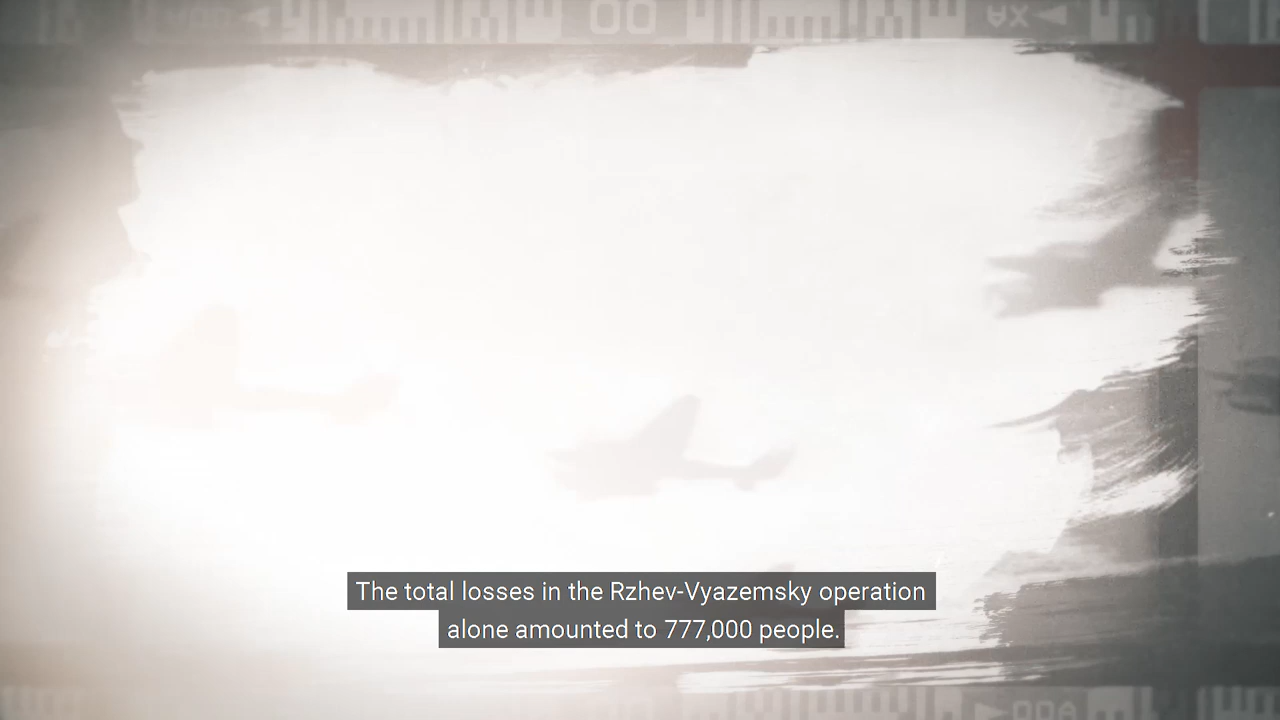 The total losses in the Rzhev-Vyazemsky operation
alone amounted to 777,000 people.